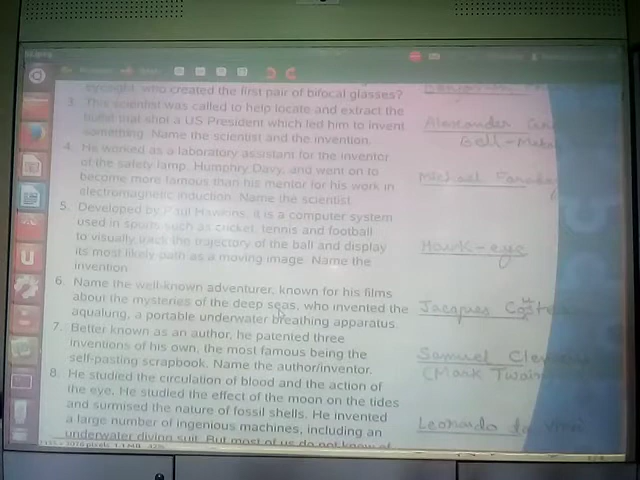 eyesight, who created the first pair of bifocal glasses?
3. This scientist was called to help locate and extract the
bullet that shot a US President which led him to invent
something. Name the scientist and the invention.
Alexander
Bell - Metal
4. He worked as a laboratory assistant for the inventor
of the safety lamp, Humphry Davy, and went on to
become more famous than his mentor for his work in
electromagnetic induction. Name the scientist.
Michael Faraday
5. Developed by Paul Hawkins, it is a computer system
used in sports such as cricket, tennis and football
to visually track the trajectory of the ball and display
its most likely path as a moving image. Name the
invention.
Hawk-eye
6. Name the well-known adventurer, known for his films
about the mysteries of the deep seas, who invented the
aqualung, a portable underwater breathing apparatus.
Jacques
7. Better known as an author, he patented three
inventions of his own, the most famous being the
self-pasting scrapbook. Name the author/inventor.
Samuel Clemens
(Mark Twain
8. He studied the circulation of blood and the action of
the eye. He studied the effect of the moon on the tides
and surmised the nature of fossil shells. He invented
a large number of ingenious machines, including an
underwater diving suit. But most of us do not know of
Leonardo da Vinci